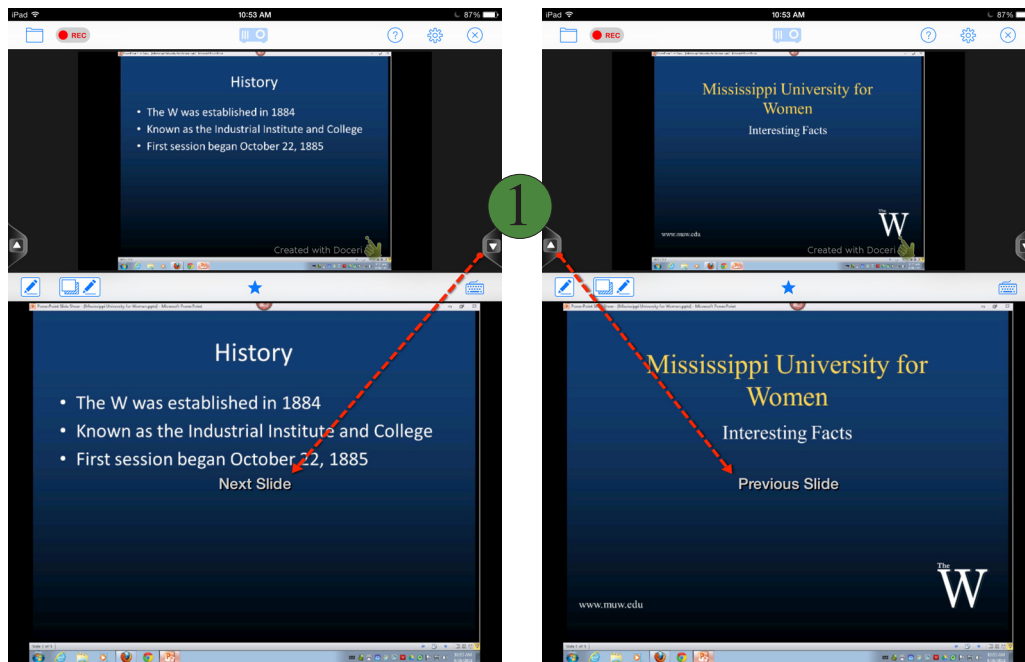 iPad 10:53 AM 87%
REC
?
History
• The W was established in 1884
• Known as the Industrial Institute and College
• First session began October 22, 1885
Created with Doceri
History
• The W was established in 1884
• Known as the Industrial Institute and College
• First session began October 22, 1885
Next Slide
1
iPad 10:53 AM 87%
REC
?
Mississippi University for
Women
Interesting Facts
The
W
www.muw.edu
Created with Doceri
Mississippi University for
Women
Interesting Facts
Previous Slide
The
W
www.muw.edu